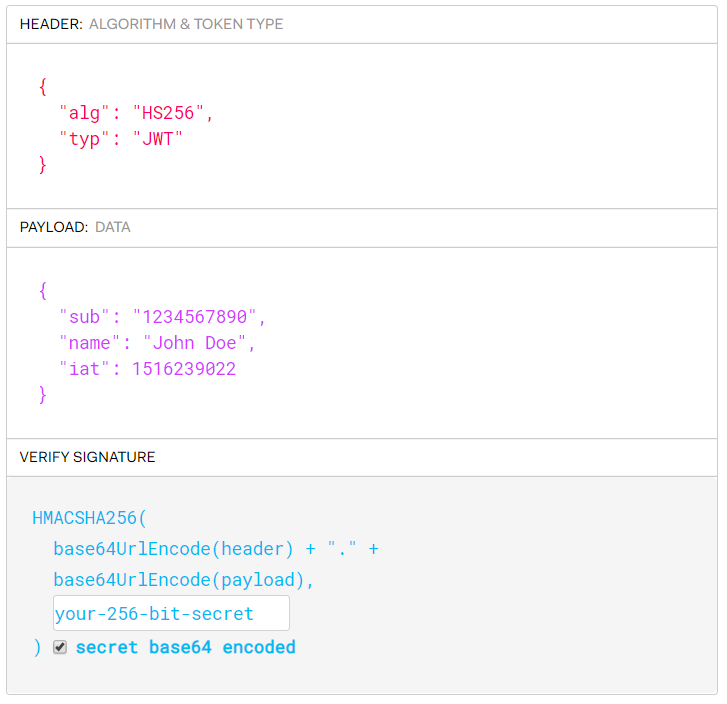 HEADER: ALGORITHM & TOKEN TYPE
{
"alg": "HS256",
"typ": "JWT"
}
PAYLOAD: DATA
{
"sub": "1234567890",
"name": "John Doe",
"iat": 1516239022
}
VERIFY SIGNATURE
HMACSHA256(
base64UrlEncode(header) + "." +
base64UrlEncode(payload),
your-256-bit-secret
) secret base64 encoded